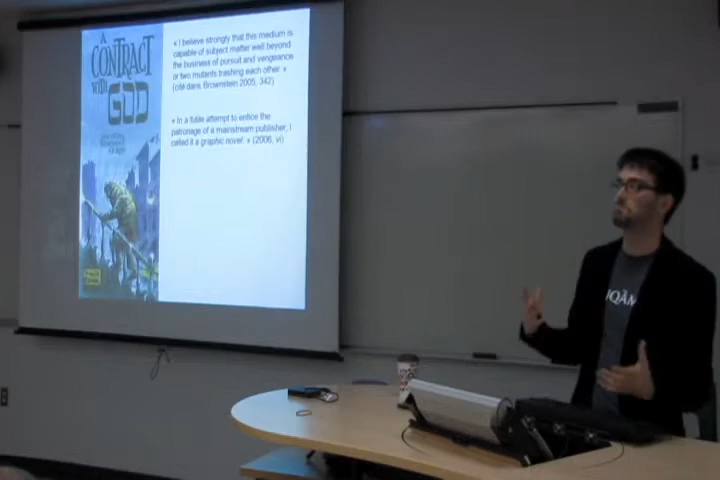 A
CONTRACT
with
GOD
« I believe strongly that this medium is
capable of subject matter well beyond
the business of pursuit and vengeance
or two mutants trashing each other »
(cité dans Brownstein 2005, 342)
« In a futile attempt to entice the
patronage of a mainstream publisher, I
called it a graphic novel. » (2006, vi)
UQÀM